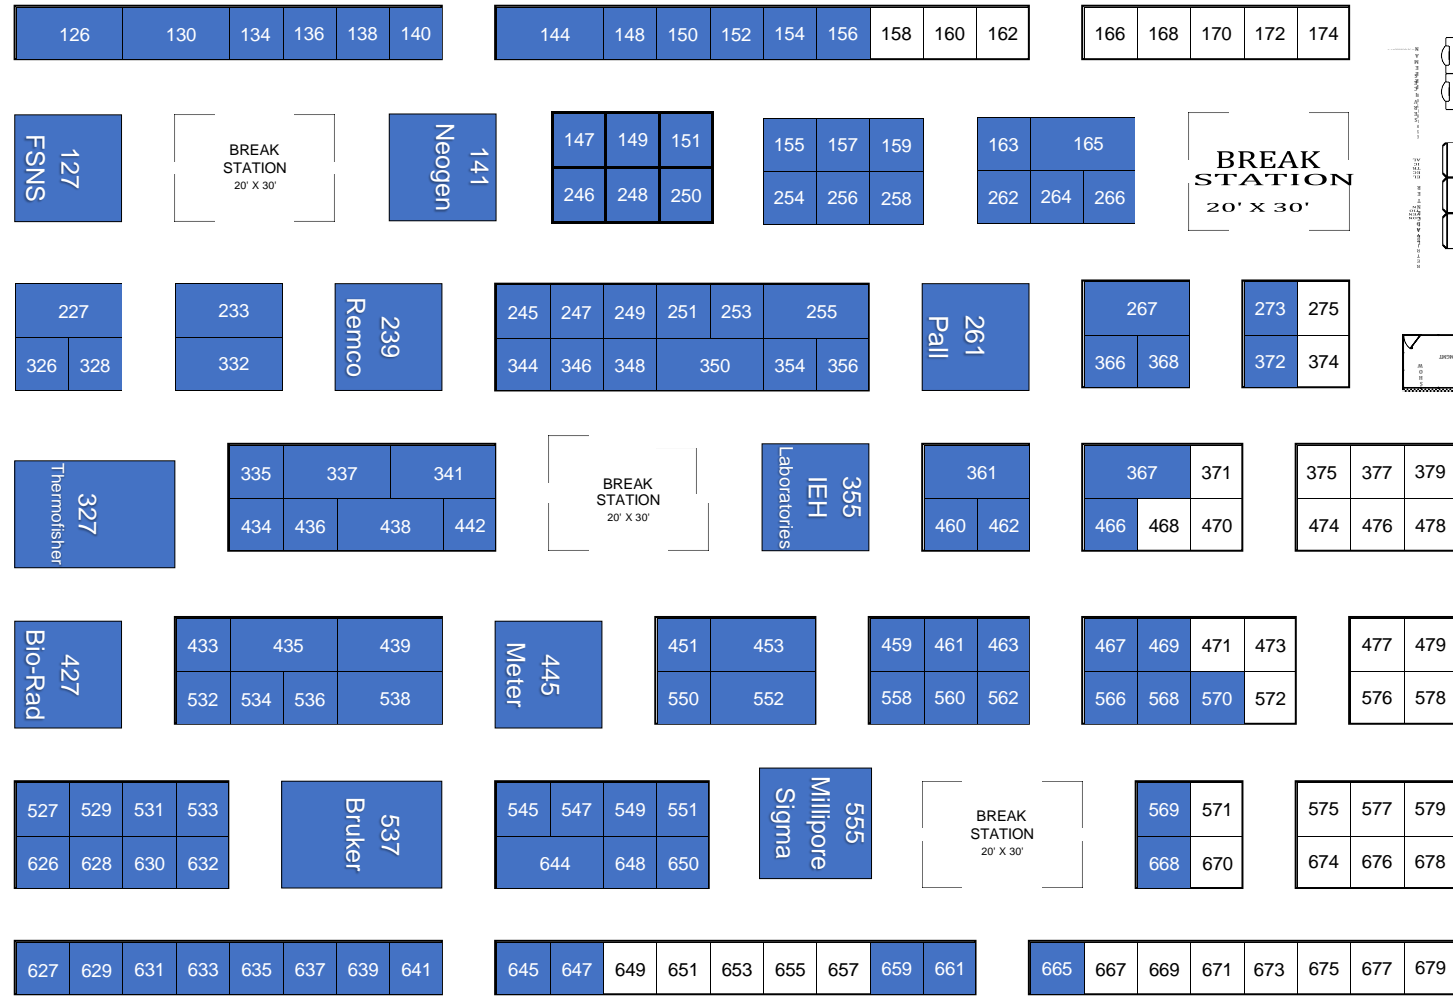 126 130 134 136 138 140 144 148 150 152 154 156 158 160 162 166 168 170 172 174
127
FSNS
BREAK
STATION
20' X 30'
141
Neogen
147 149 151
246 248 250
155 157 159
254 256 258
163 165
262 264 266
BREAK
STATION
20' X 30'
227
326 328
233
332
239
Remco
245 247 249 251 253 255
344 346 348 350 354 356
261
Pall
267
366 368
273 275
372 374
327
Thermofisher
335 337 341
434 436 438 442
BREAK
STATION
20' X 30'
355
IEH
Laboratories
361
460 462
367 371
466 468 470
375 377 379
474 476 478
427
Bio-Rad
433 435 439
532 534 536 538
445
Meter
451 453
550 552
459 461 463
558 560 562
467 469 471 473
566 568 570 572
477 479
576 578
527 529 531 533
626 628 630 632
537
Bruker
545 547 549 551
644 648 650
555
Millipore
Sigma
BREAK
STATION
20' X 30'
569 571
668 670
575 577 579
674 676 678
627 629 631 633 635 637 639 641 645 647 649 651 653 655 657 659 661 665 667 669 671 673 675 677 679